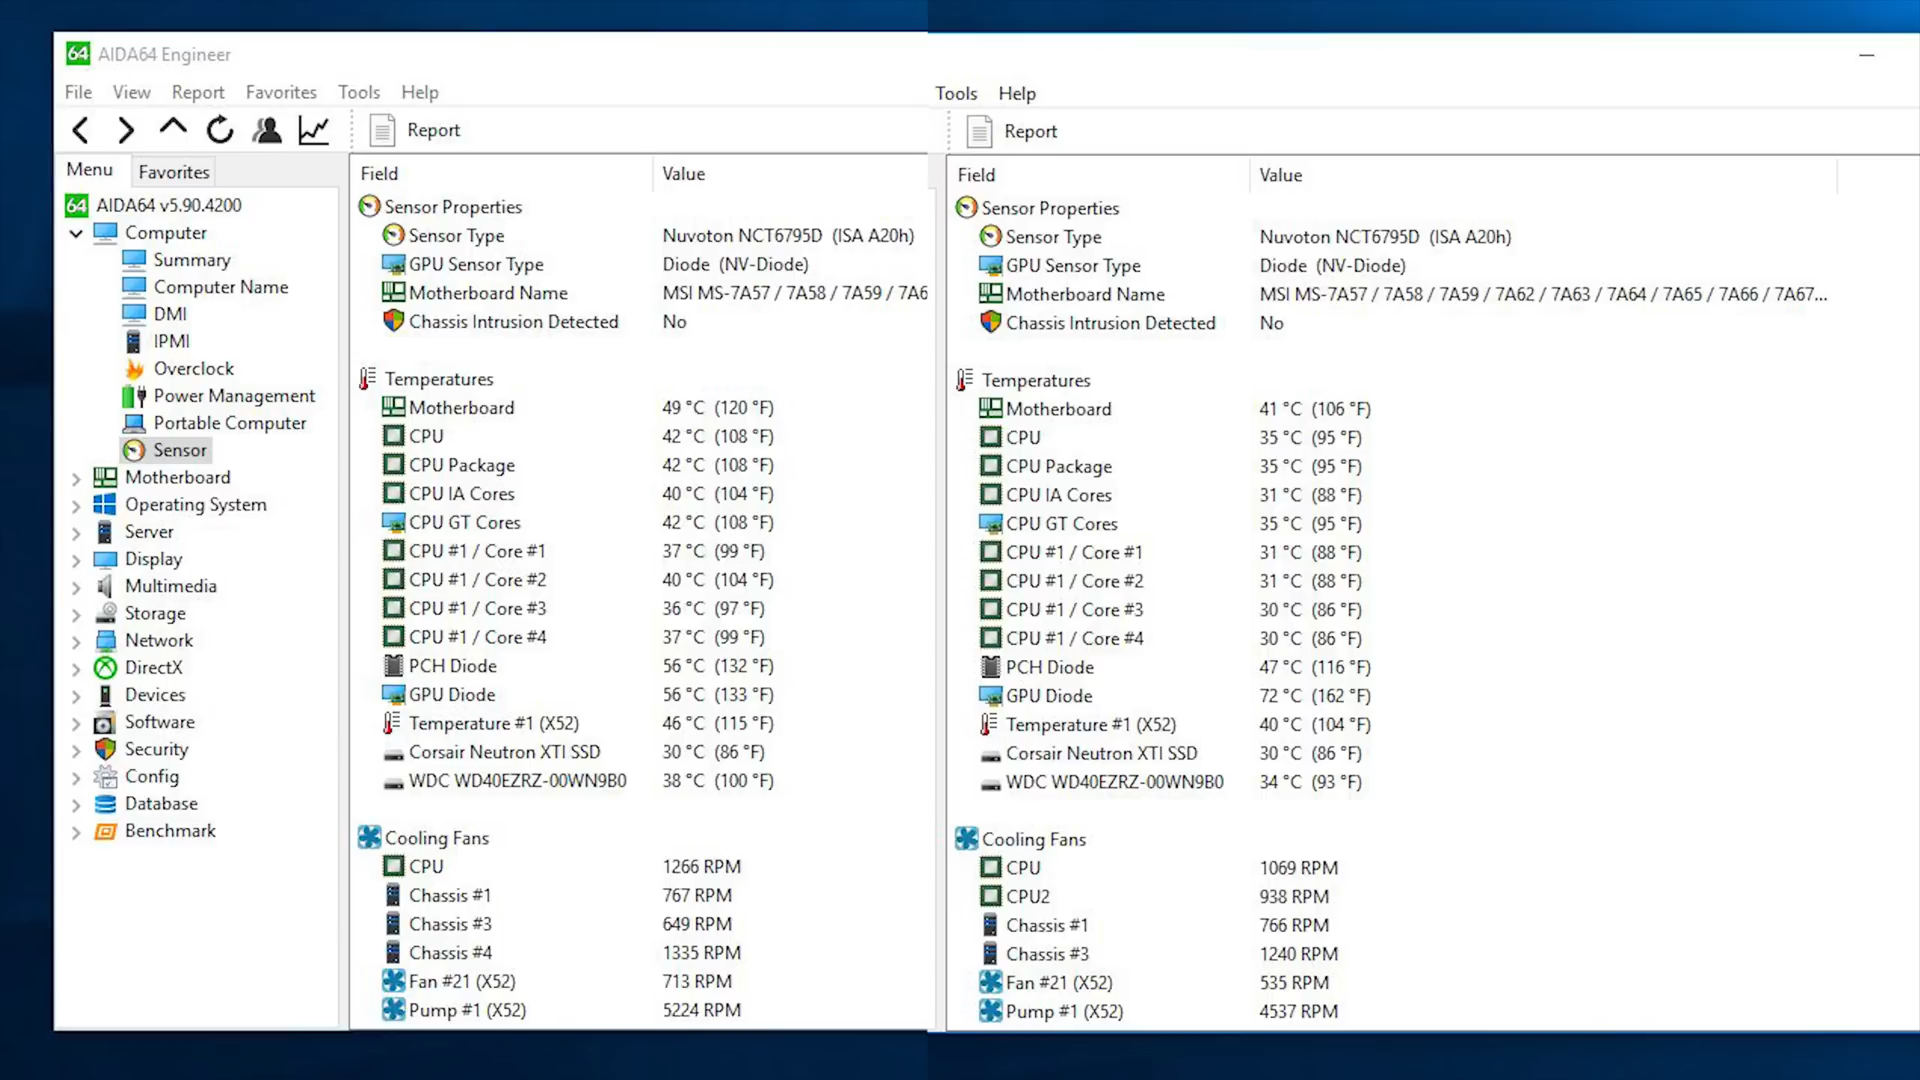 AIDA64 Engineer
File View Report Favorites Tools Help
Report
Menu Favorites
64 AIDA64 v5.90.4200
Computer
Summary
Computer Name
DMI
IPMI
Overclock
Power Management
Portable Computer
Sensor
Motherboard
Operating System
Server
Display
Multimedia
Storage
Network
DirectX
Devices
Software
Security
Config
Database
Benchmark
Field Value
Sensor Properties
Sensor Type Nuvoton NCT6795D (ISA A20h)
GPU Sensor Type Diode (NV-Diode)
Motherboard Name MSI MS-7A57 / 7A58 / 7A59 / 7A6
Chassis Intrusion Detected No
Temperatures
Motherboard 49 °C (120 °F)
CPU 42 °C (108 °F)
CPU Package 42 °C (108 °F)
CPU IA Cores 40 °C (104 °F)
CPU GT Cores 42 °C (108 °F)
CPU #1 / Core #1 37 °C (99 °F)
CPU #1 / Core #2 40 °C (104 °F)
CPU #1 / Core #3 36 °C (97 °F)
CPU #1 / Core #4 37 °C (99 °F)
PCH Diode 56 °C (132 °F)
GPU Diode 56 °C (133 °F)
Temperature #1 (X52) 46 °C (115 °F)
Corsair Neutron XTI SSD 30 °C (86 °F)
WDC WD40EZRZ-00WN9B0 38 °C (100 °F)
Cooling Fans
CPU 1266 RPM
Chassis #1 767 RPM
Chassis #3 649 RPM
Chassis #4 1335 RPM
Fan #21 (X52) 713 RPM
Pump #1 (X52) 5224 RPM
Tools Help
Report
Field Value
Sensor Properties
Sensor Type Nuvoton NCT6795D (ISA A20h)
GPU Sensor Type Diode (NV-Diode)
Motherboard Name MSI MS-7A57 / 7A58 / 7A59 / 7A62 / 7A63 / 7A64 / 7A65 / 7A66 / 7A67...
Chassis Intrusion Detected No
Temperatures
Motherboard 41 °C (106 °F)
CPU 35 °C (95 °F)
CPU Package 35 °C (95 °F)
CPU IA Cores 31 °C (88 °F)
CPU GT Cores 35 °C (95 °F)
CPU #1 / Core #1 31 °C (88 °F)
CPU #1 / Core #2 31 °C (88 °F)
CPU #1 / Core #3 30 °C (86 °F)
CPU #1 / Core #4 30 °C (86 °F)
PCH Diode 47 °C (116 °F)
GPU Diode 72 °C (162 °F)
Temperature #1 (X52) 40 °C (104 °F)
Corsair Neutron XTI SSD 30 °C (86 °F)
WDC WD40EZRZ-00WN9B0 34 °C (93 °F)
Cooling Fans
CPU 1069 RPM
CPU2 938 RPM
Chassis #1 766 RPM
Chassis #3 1240 RPM
Fan #21 (X52) 535 RPM
Pump #1 (X52) 4537 RPM